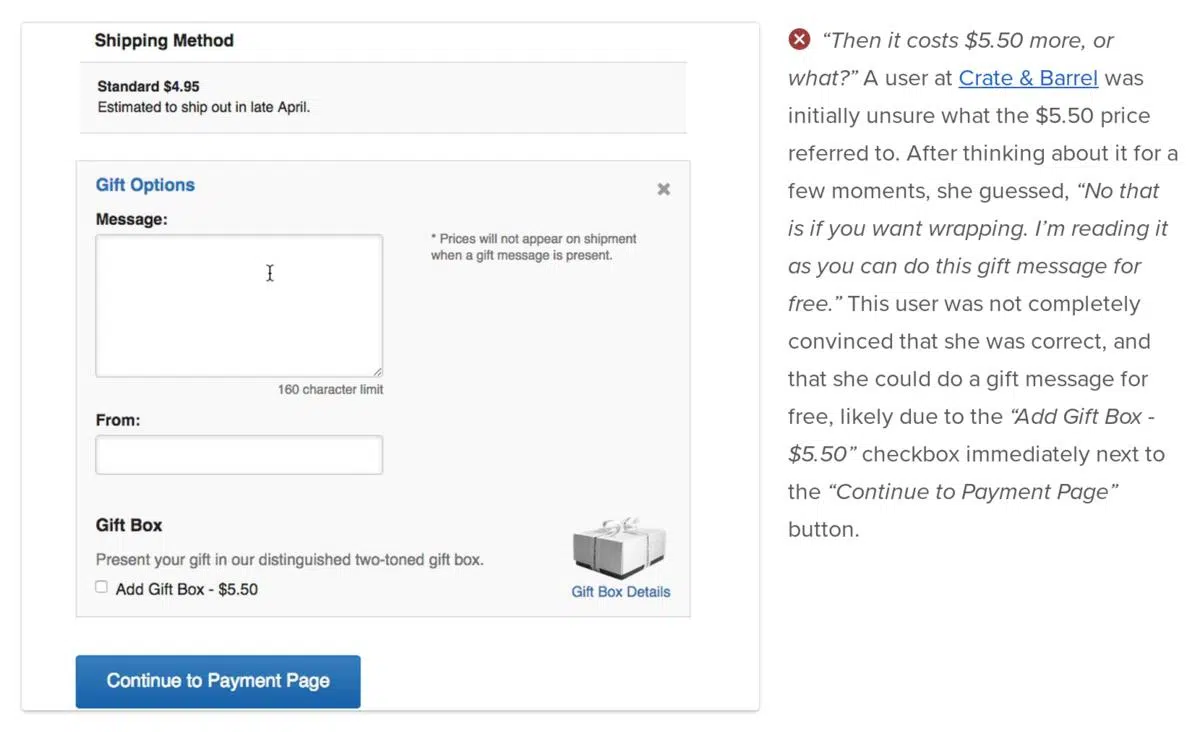 Shipping Method
Standard $4.95
Estimated to ship out in late April.
Gift Options
Message:
* Prices will not appear on shipment
when a gift message is present.
160 character limit
From:
Gift Box
Present your gift in our distinguished two-toned gift box.
Add Gift Box - $5.50
Gift Box Details
Continue to Payment Page
“Then it costs $5.50 more, or
what?” A user at Crate & Barrel was
initially unsure what the $5.50 price
referred to. After thinking about it for a
few moments, she guessed, “No that
is if you want wrapping. I’m reading it
as you can do this gift message for
free.” This user was not completely
convinced that she was correct, and
that she could do a gift message for
free, likely due to the “Add Gift Box -
$5.50” checkbox immediately next to
the “Continue to Payment Page”
button.